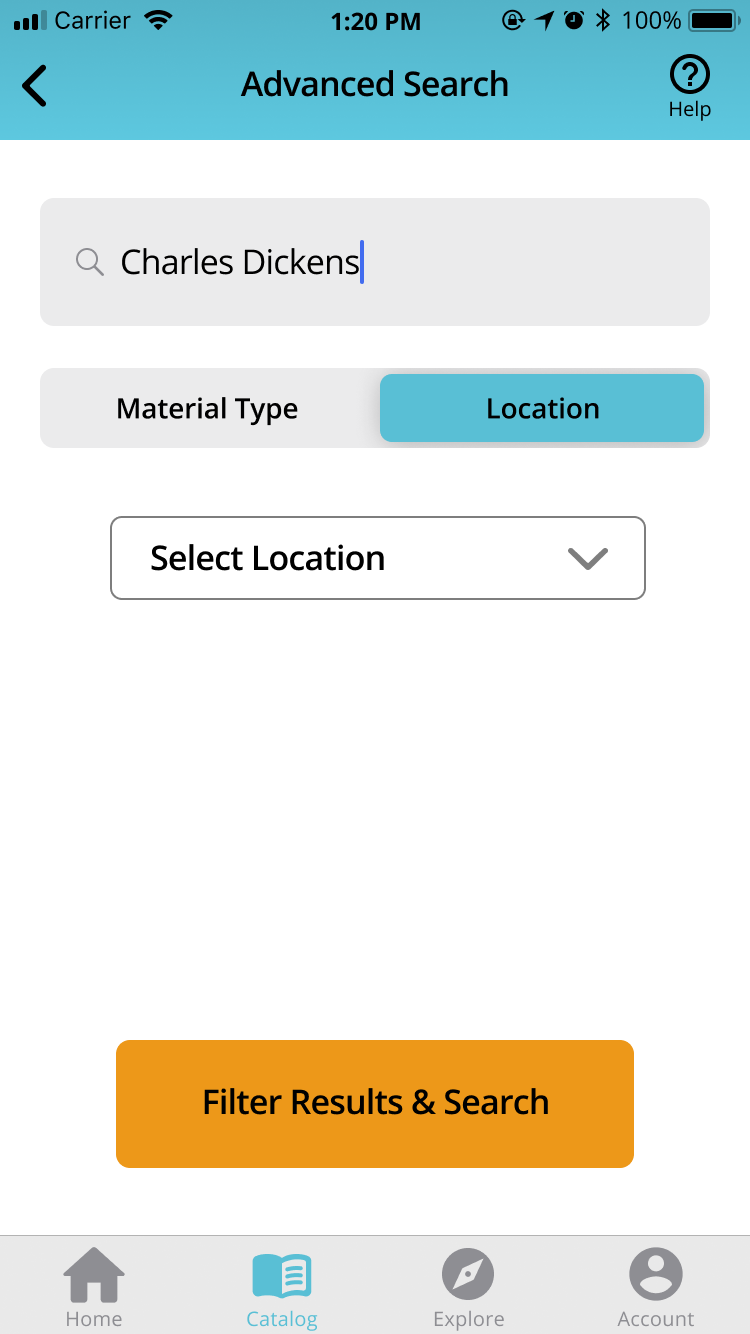 Carrier 1:20 PM 100%
Advanced Search
Help
Charles Dickens
Material Type Location
Select Location
Filter Results & Search
Home Catalog Explore Account